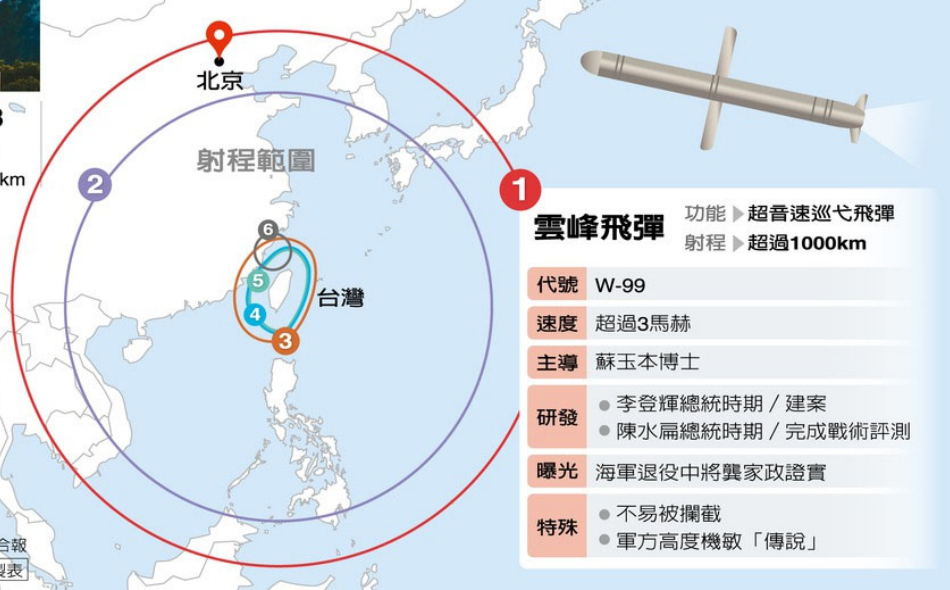 km
北京
射程範圍
台灣
1
2
3
4
5
6
雲峰飛彈
功能 超音速巡弋飛彈
射程 超過1000km
代號 W-99
速度 超過3馬赫
主導 蘇玉本博士
研發
●李登輝總統時期/建案
●陳水扁總統時期/完成戰術評測
曝光 海軍退役中將龔家政證實
特殊
●不易被攔截
●軍方高度機敏「傳說」
合報
製表